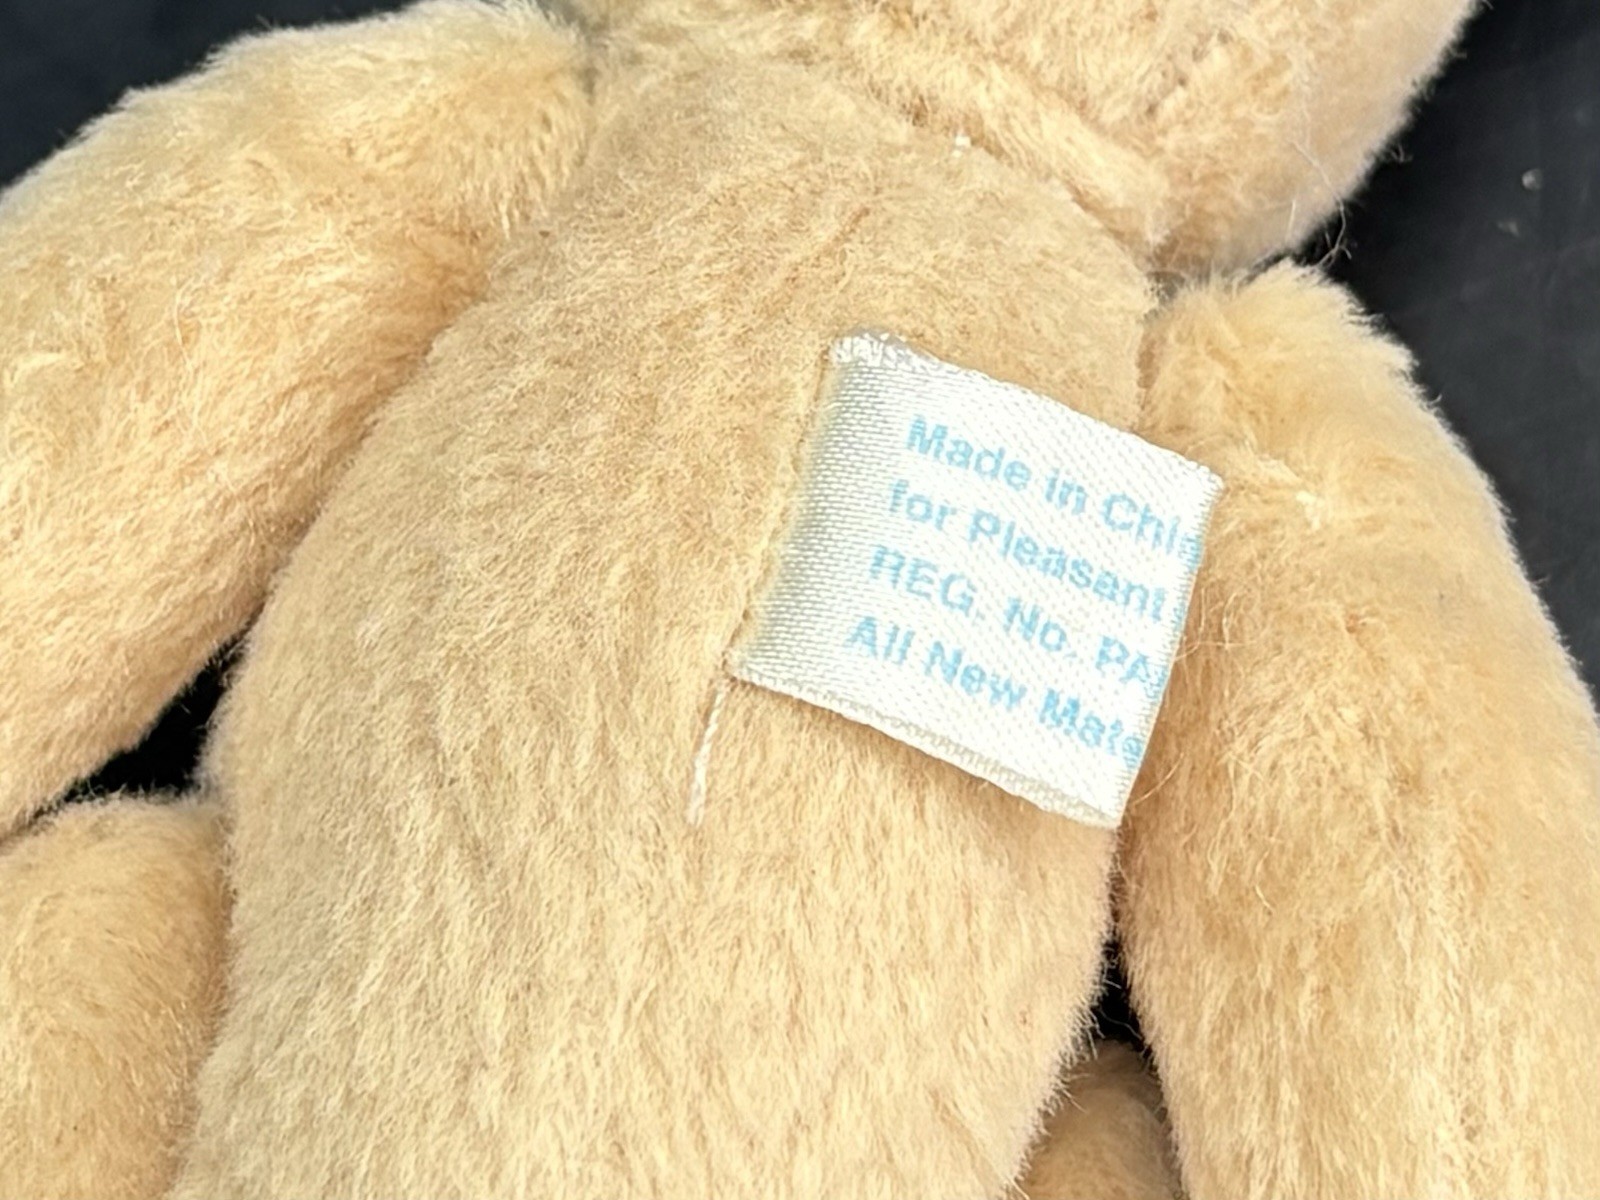 Made in Chi
for Pleasant
REG. No. PA
All New Mate